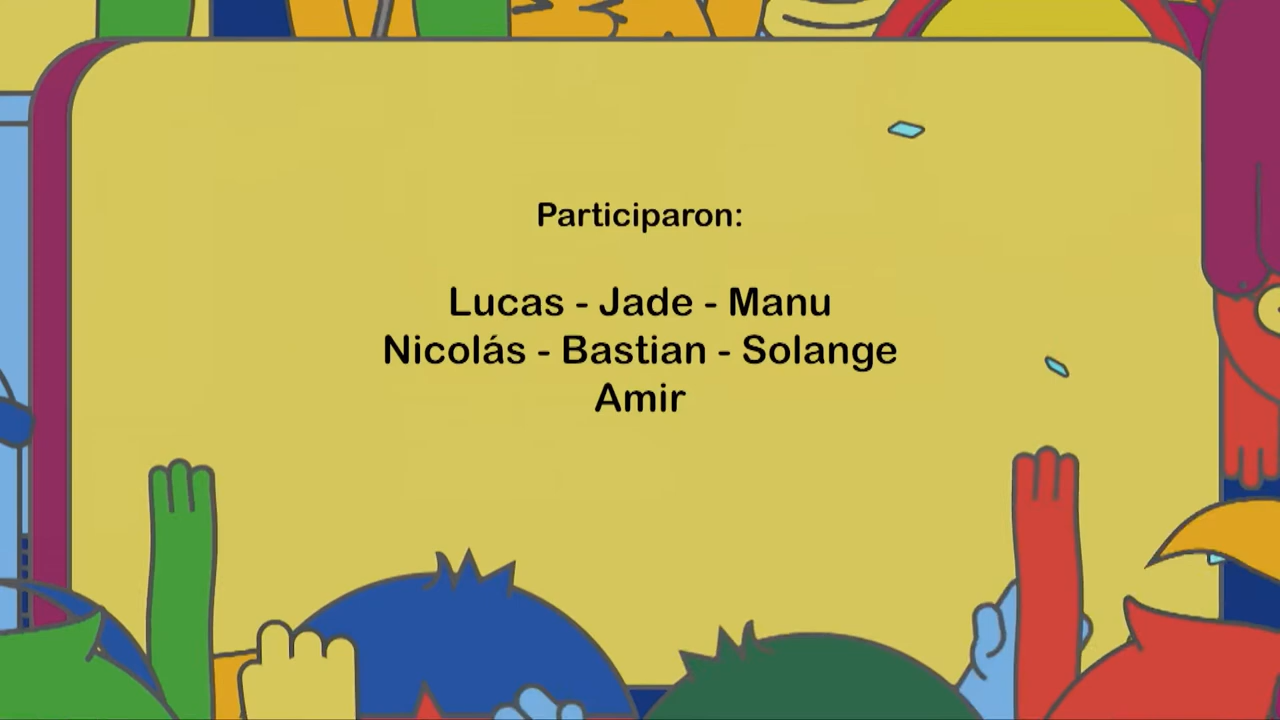 Participaron:
Lucas - Jade - Manu
Nicolás - Bastian - Solange
Amir